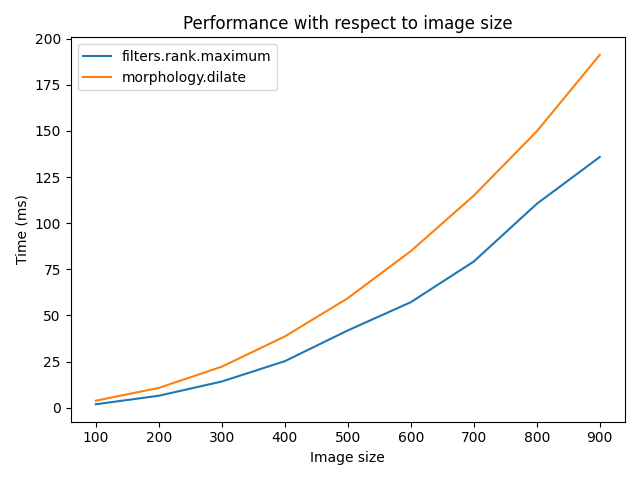 Performance with respect to image size
filters.rank.maximum
morphology.dilate
Time (ms)
200
175
150
125
100
75
50
25
0
100 200 300 400 500 600 700 800 900
Image size